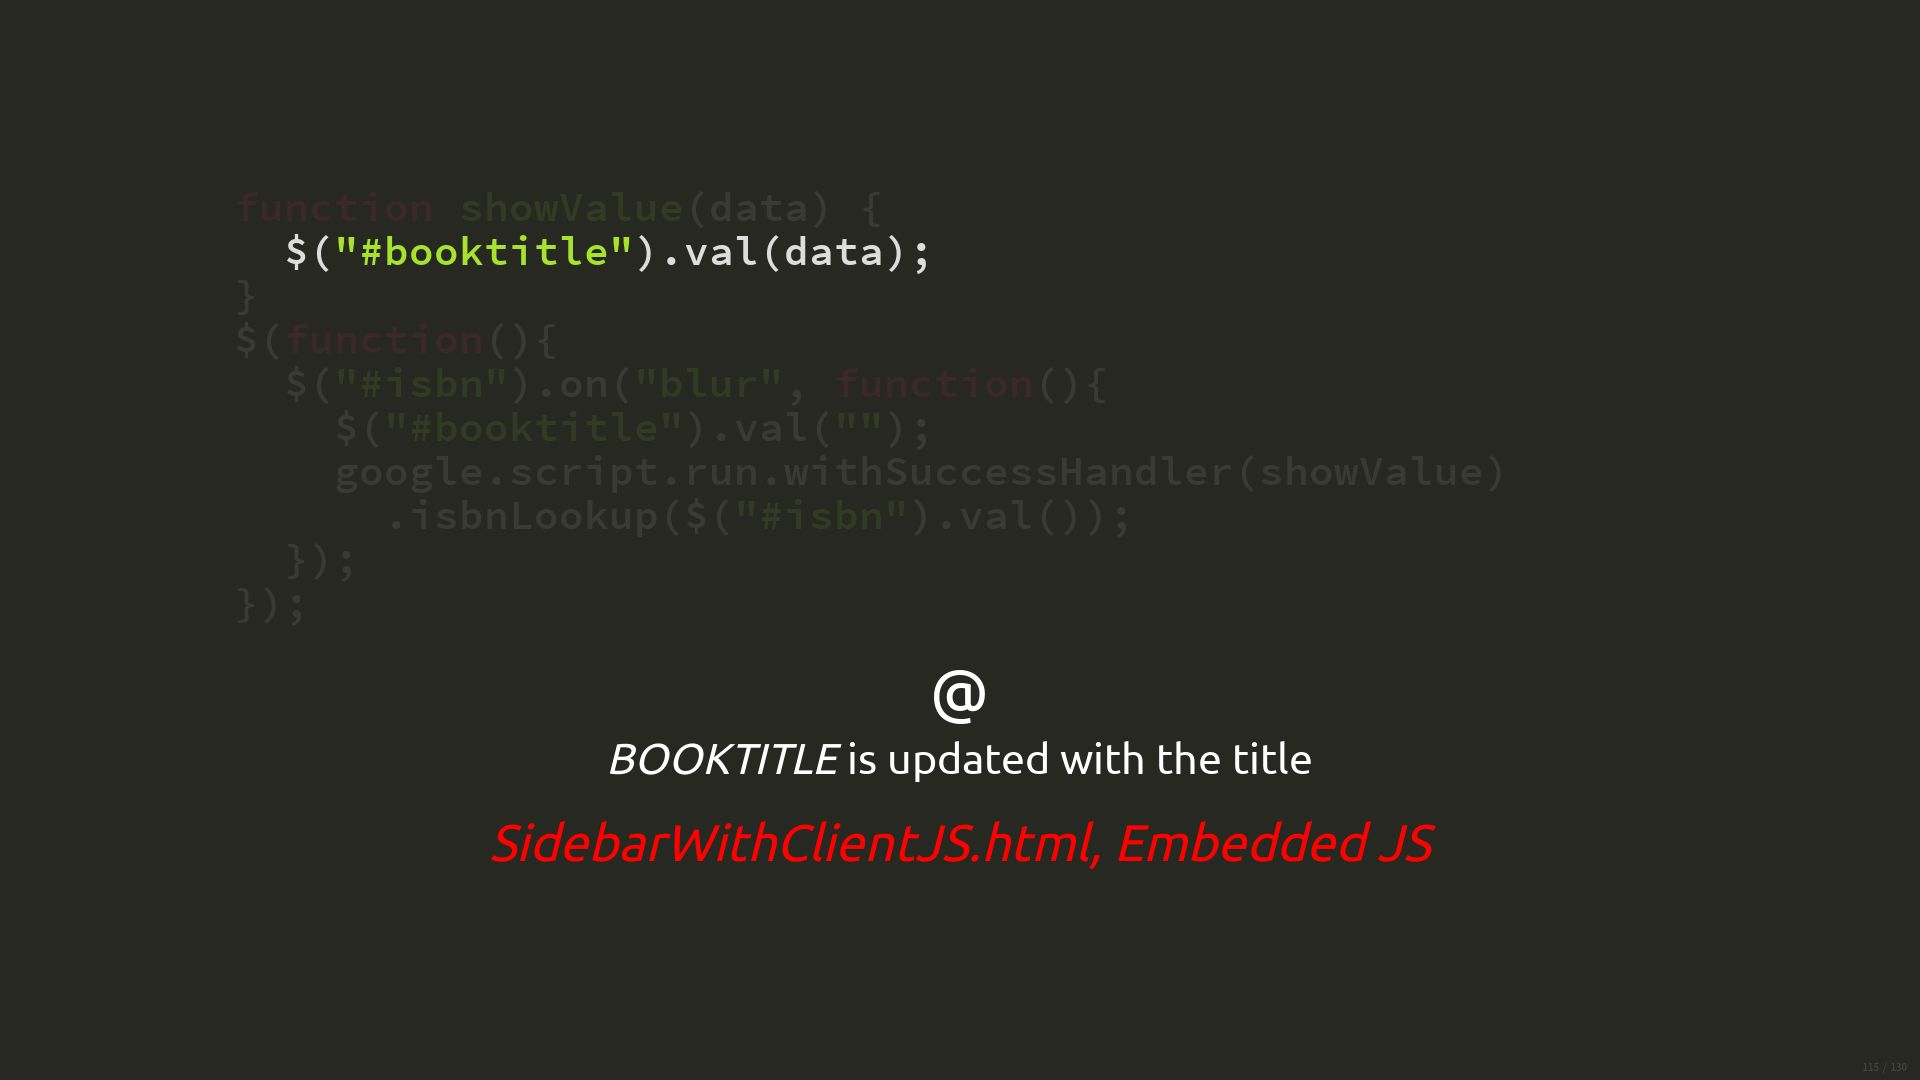 function showValue(data) {
  $("#booktitle").val(data);
}
$(function(){
  $("#isbn").on("blur", function(){
    $("#booktitle").val("");
    google.script.run.withSuccessHandler(showValue)
      .isbnLookup($("#isbn").val());
  });
});
@
BOOKTITLE is updated with the title
SidebarWithClientJS.html, Embedded JS
115 / 130